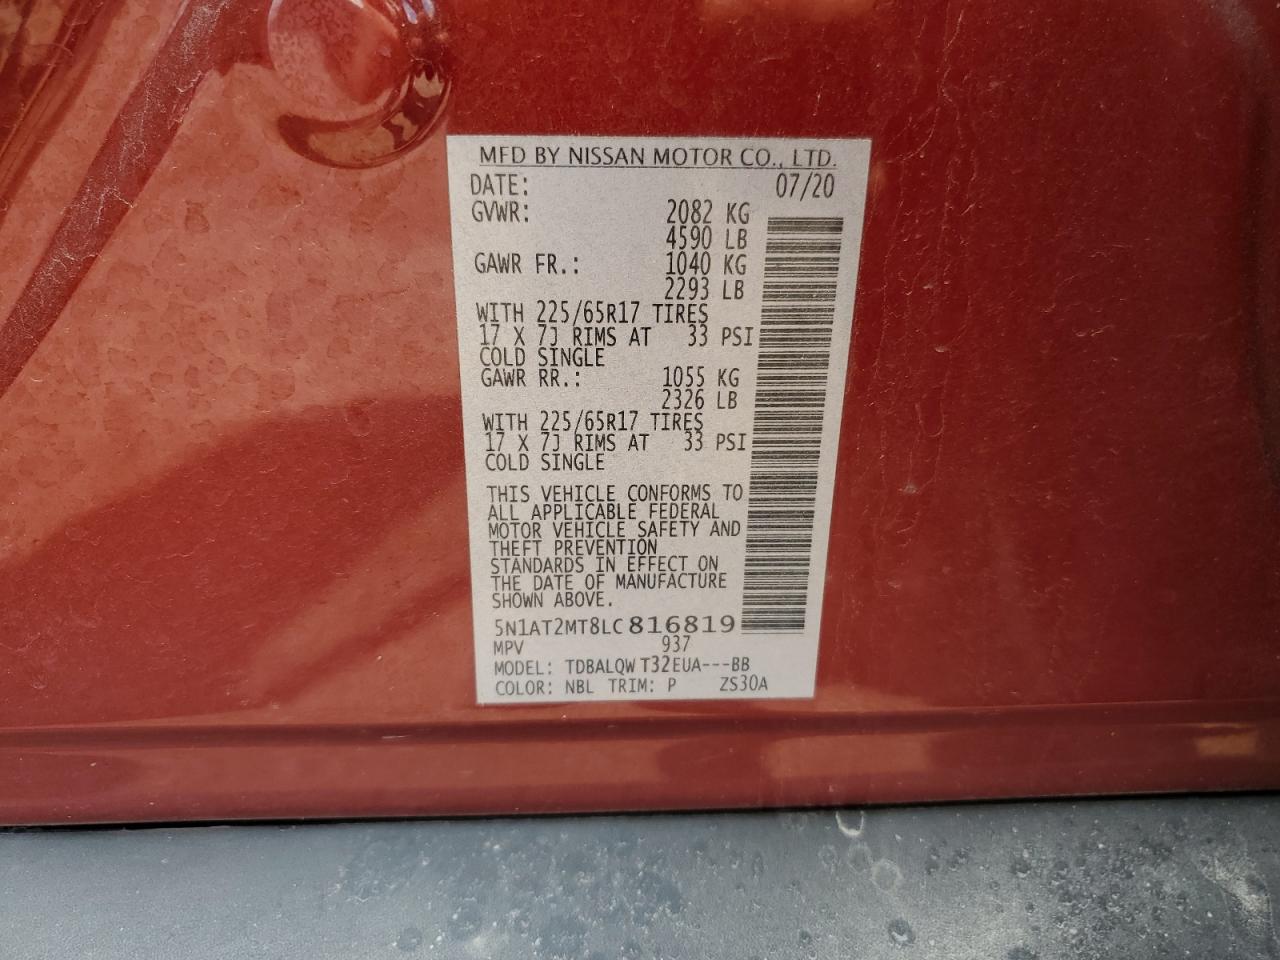 MFD BY NISSAN MOTOR CO., LTD.
DATE: 07/20
GVWR: 2082 KG
4590 LB
GAWR FR.: 1040 KG
2293 LB
WITH 225/65R17 TIRES
17 X 7J RIMS AT 33 PSI
COLD SINGLE
GAWR RR.: 1055 KG
2326 LB
WITH 225/65R17 TIRES
17 X 7J RIMS AT 33 PSI
COLD SINGLE
THIS VEHICLE CONFORMS TO
ALL APPLICABLE FEDERAL
MOTOR VEHICLE SAFETY AND
THEFT PREVENTION
STANDARDS IN EFFECT ON
THE DATE OF MANUFACTURE
SHOWN ABOVE.
5N1AT2MT8LC816819
MPV 937
MODEL: TDBALQW T32EUA---BB
COLOR: NBL TRIM: P ZS30A